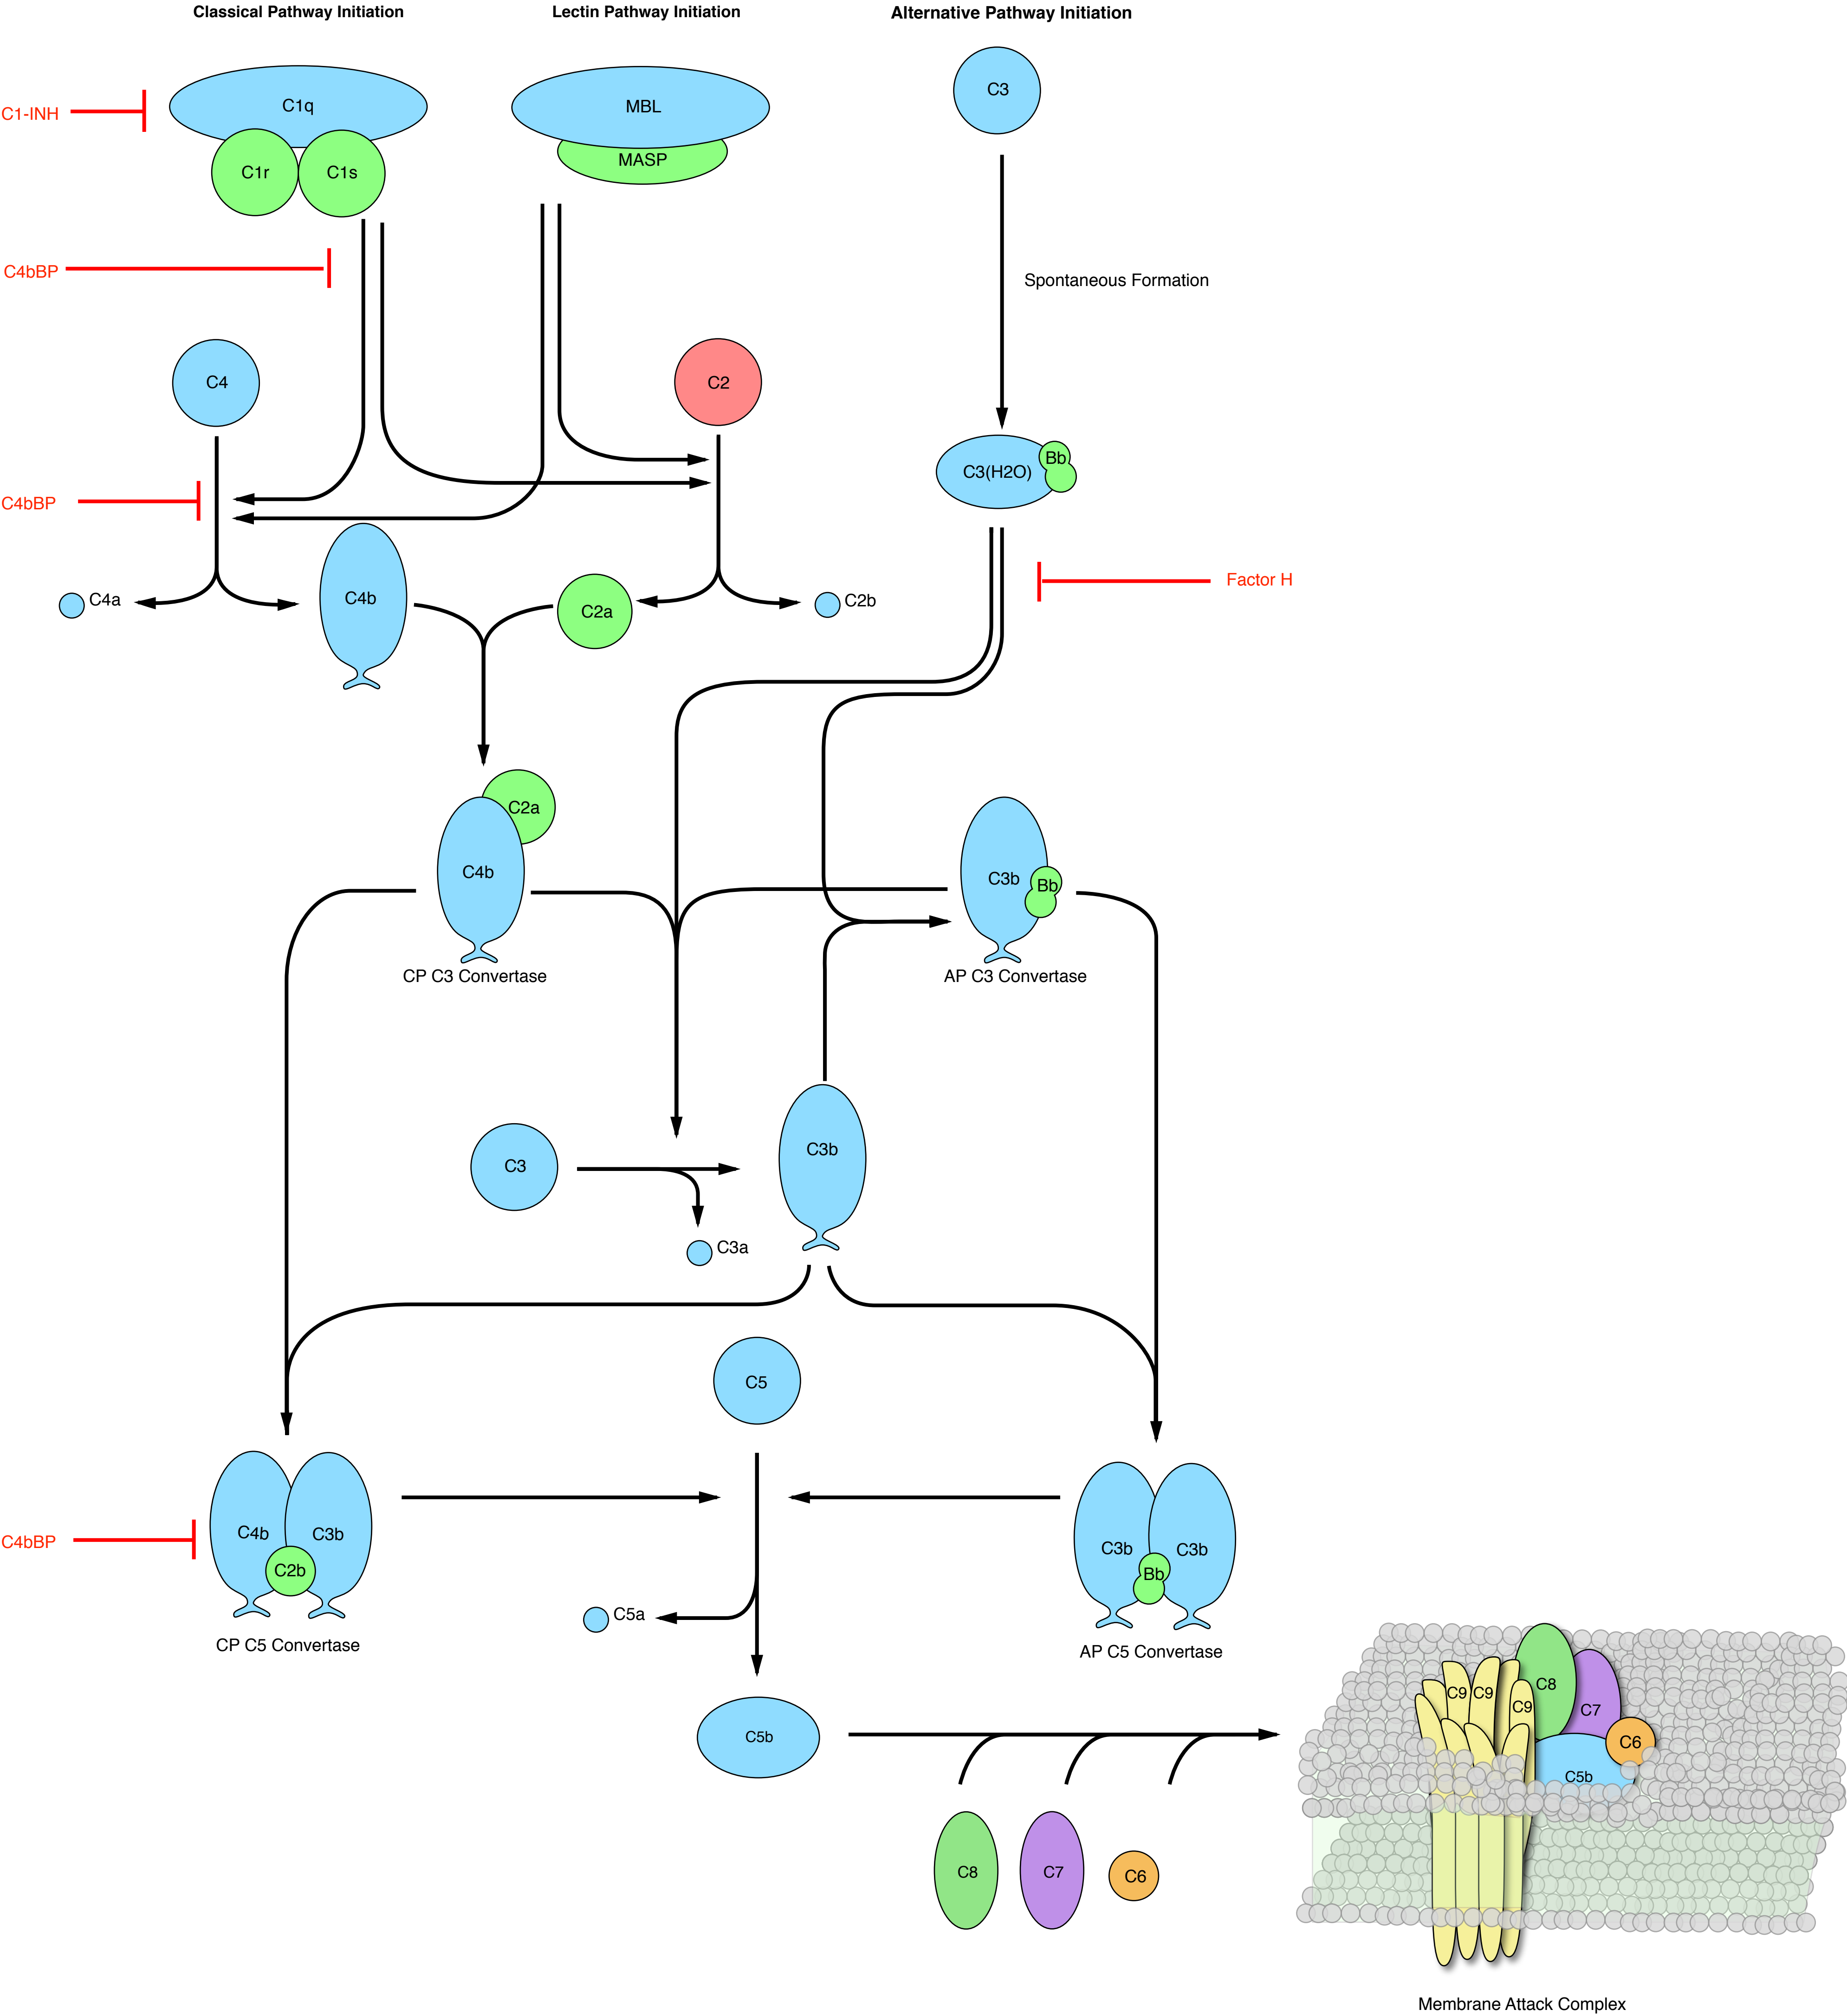 Classical Pathway Initiation
Lectin Pathway Initiation
Alternative Pathway Initiation
C1-INH
C1q
C1r
C1s
MBL
MASP
C3
C4bBP
Spontaneous Formation
C4
C2
C3(H2O)
Bb
C4bBP
C4a
C4b
C2a
C2b
Factor H
C2a
C4b
CP C3 Convertase
C3b
Bb
AP C3 Convertase
C3
C3b
C3a
C5
C4bBP
C4b
C3b
C2b
CP C5 Convertase
C3b
C3b
Bb
AP C5 Convertase
C5a
C5b
C8
C7
C6
C9
C9
C9
C8
C7
C6
C5b
Membrane Attack Complex